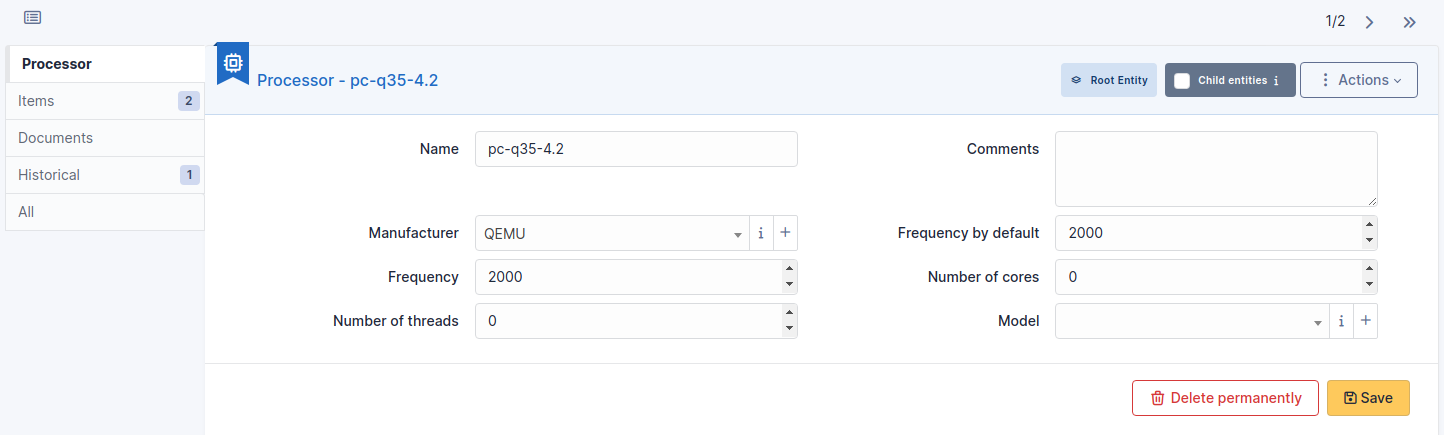 1/2
Processor
Items 2
Documents
Historical 1
All
Processor - pc-q35-4.2
Root Entity
Child entities i
Actions
Name pc-q35-4.2
Comments
Manufacturer QEMU i +
Frequency by default 2000
Frequency 2000
Number of cores 0
Number of threads 0
Model i +
Delete permanently
Save